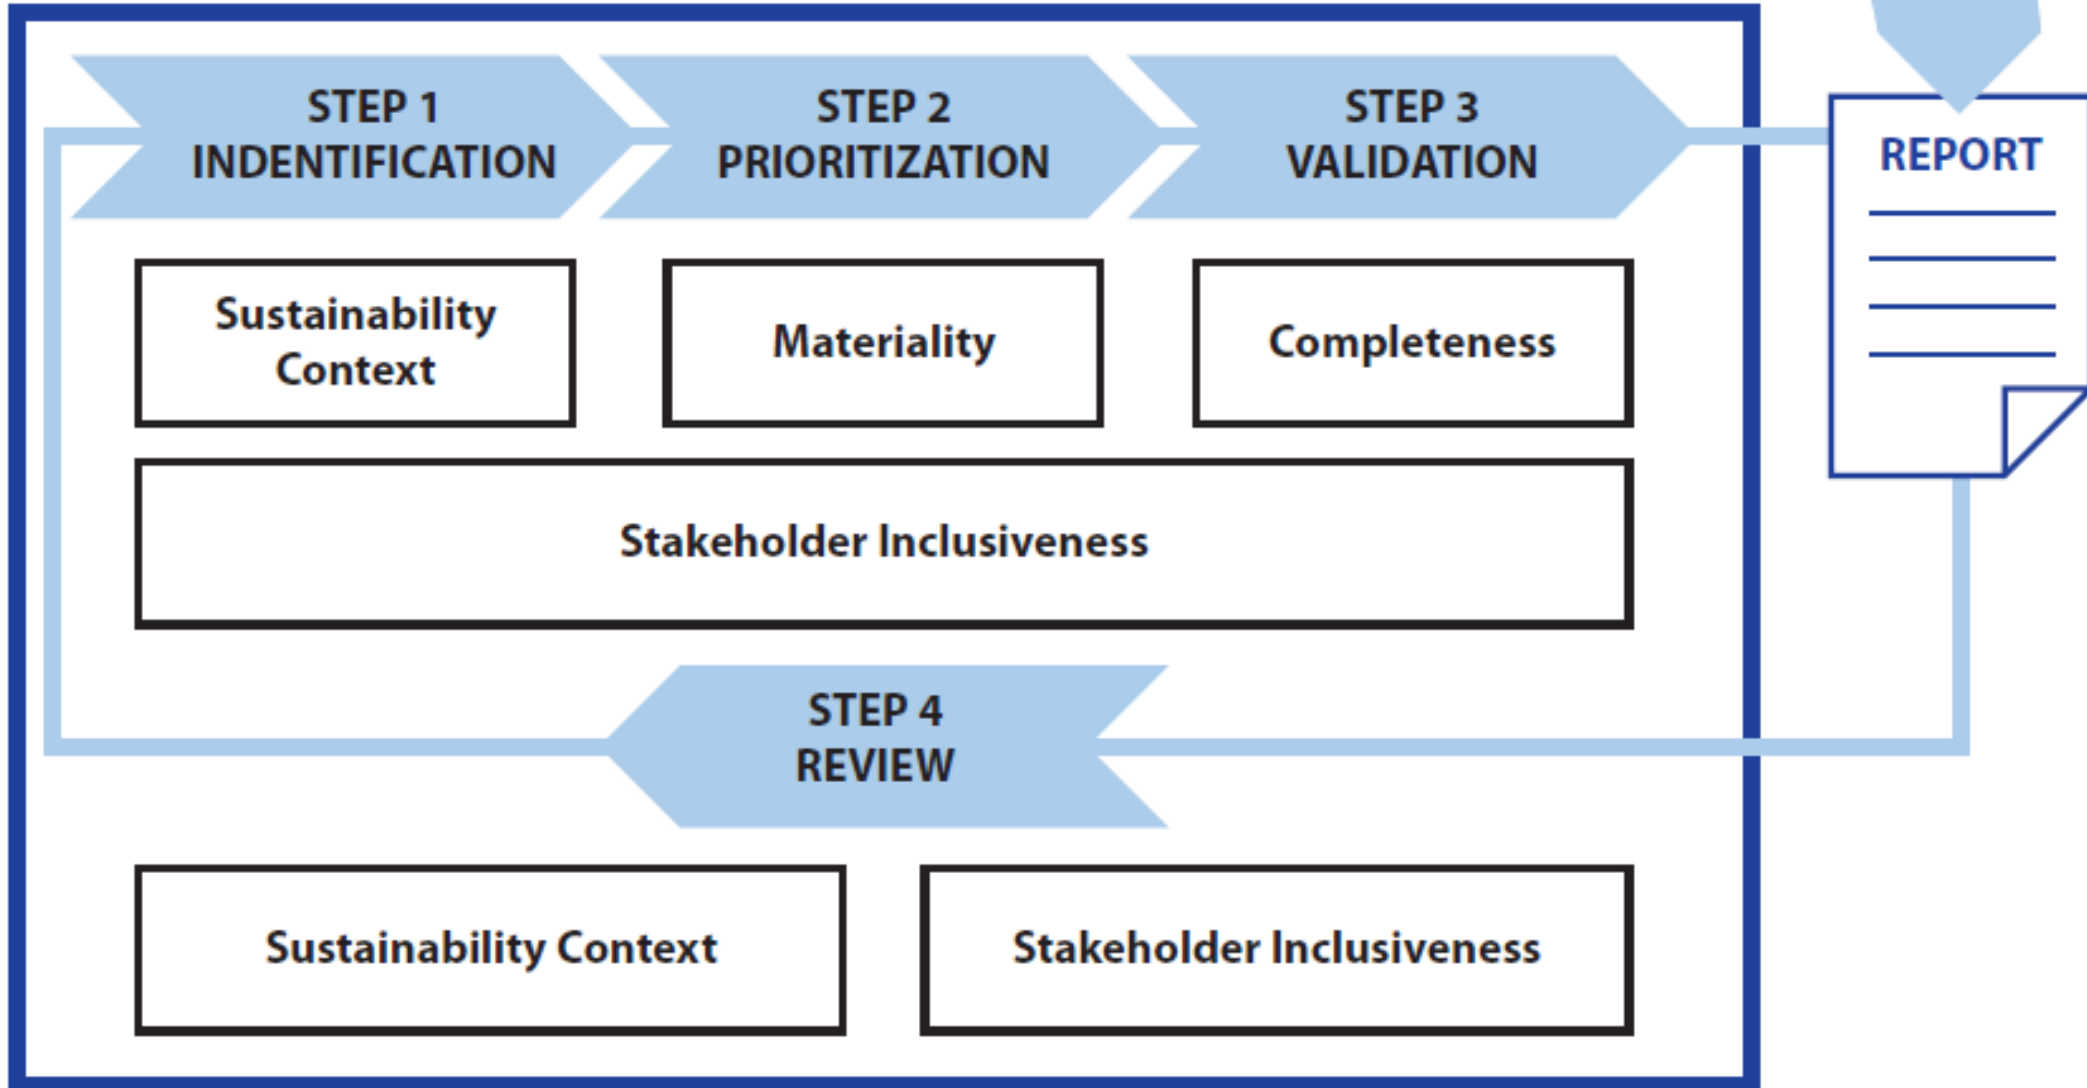 STEP 1
INDENTIFICATION
STEP 2
PRIORITIZATION
STEP 3
VALIDATION
REPORT
Sustainability
Context
Materiality
Completeness
Stakeholder Inclusiveness
STEP 4
REVIEW
Sustainability Context
Stakeholder Inclusiveness